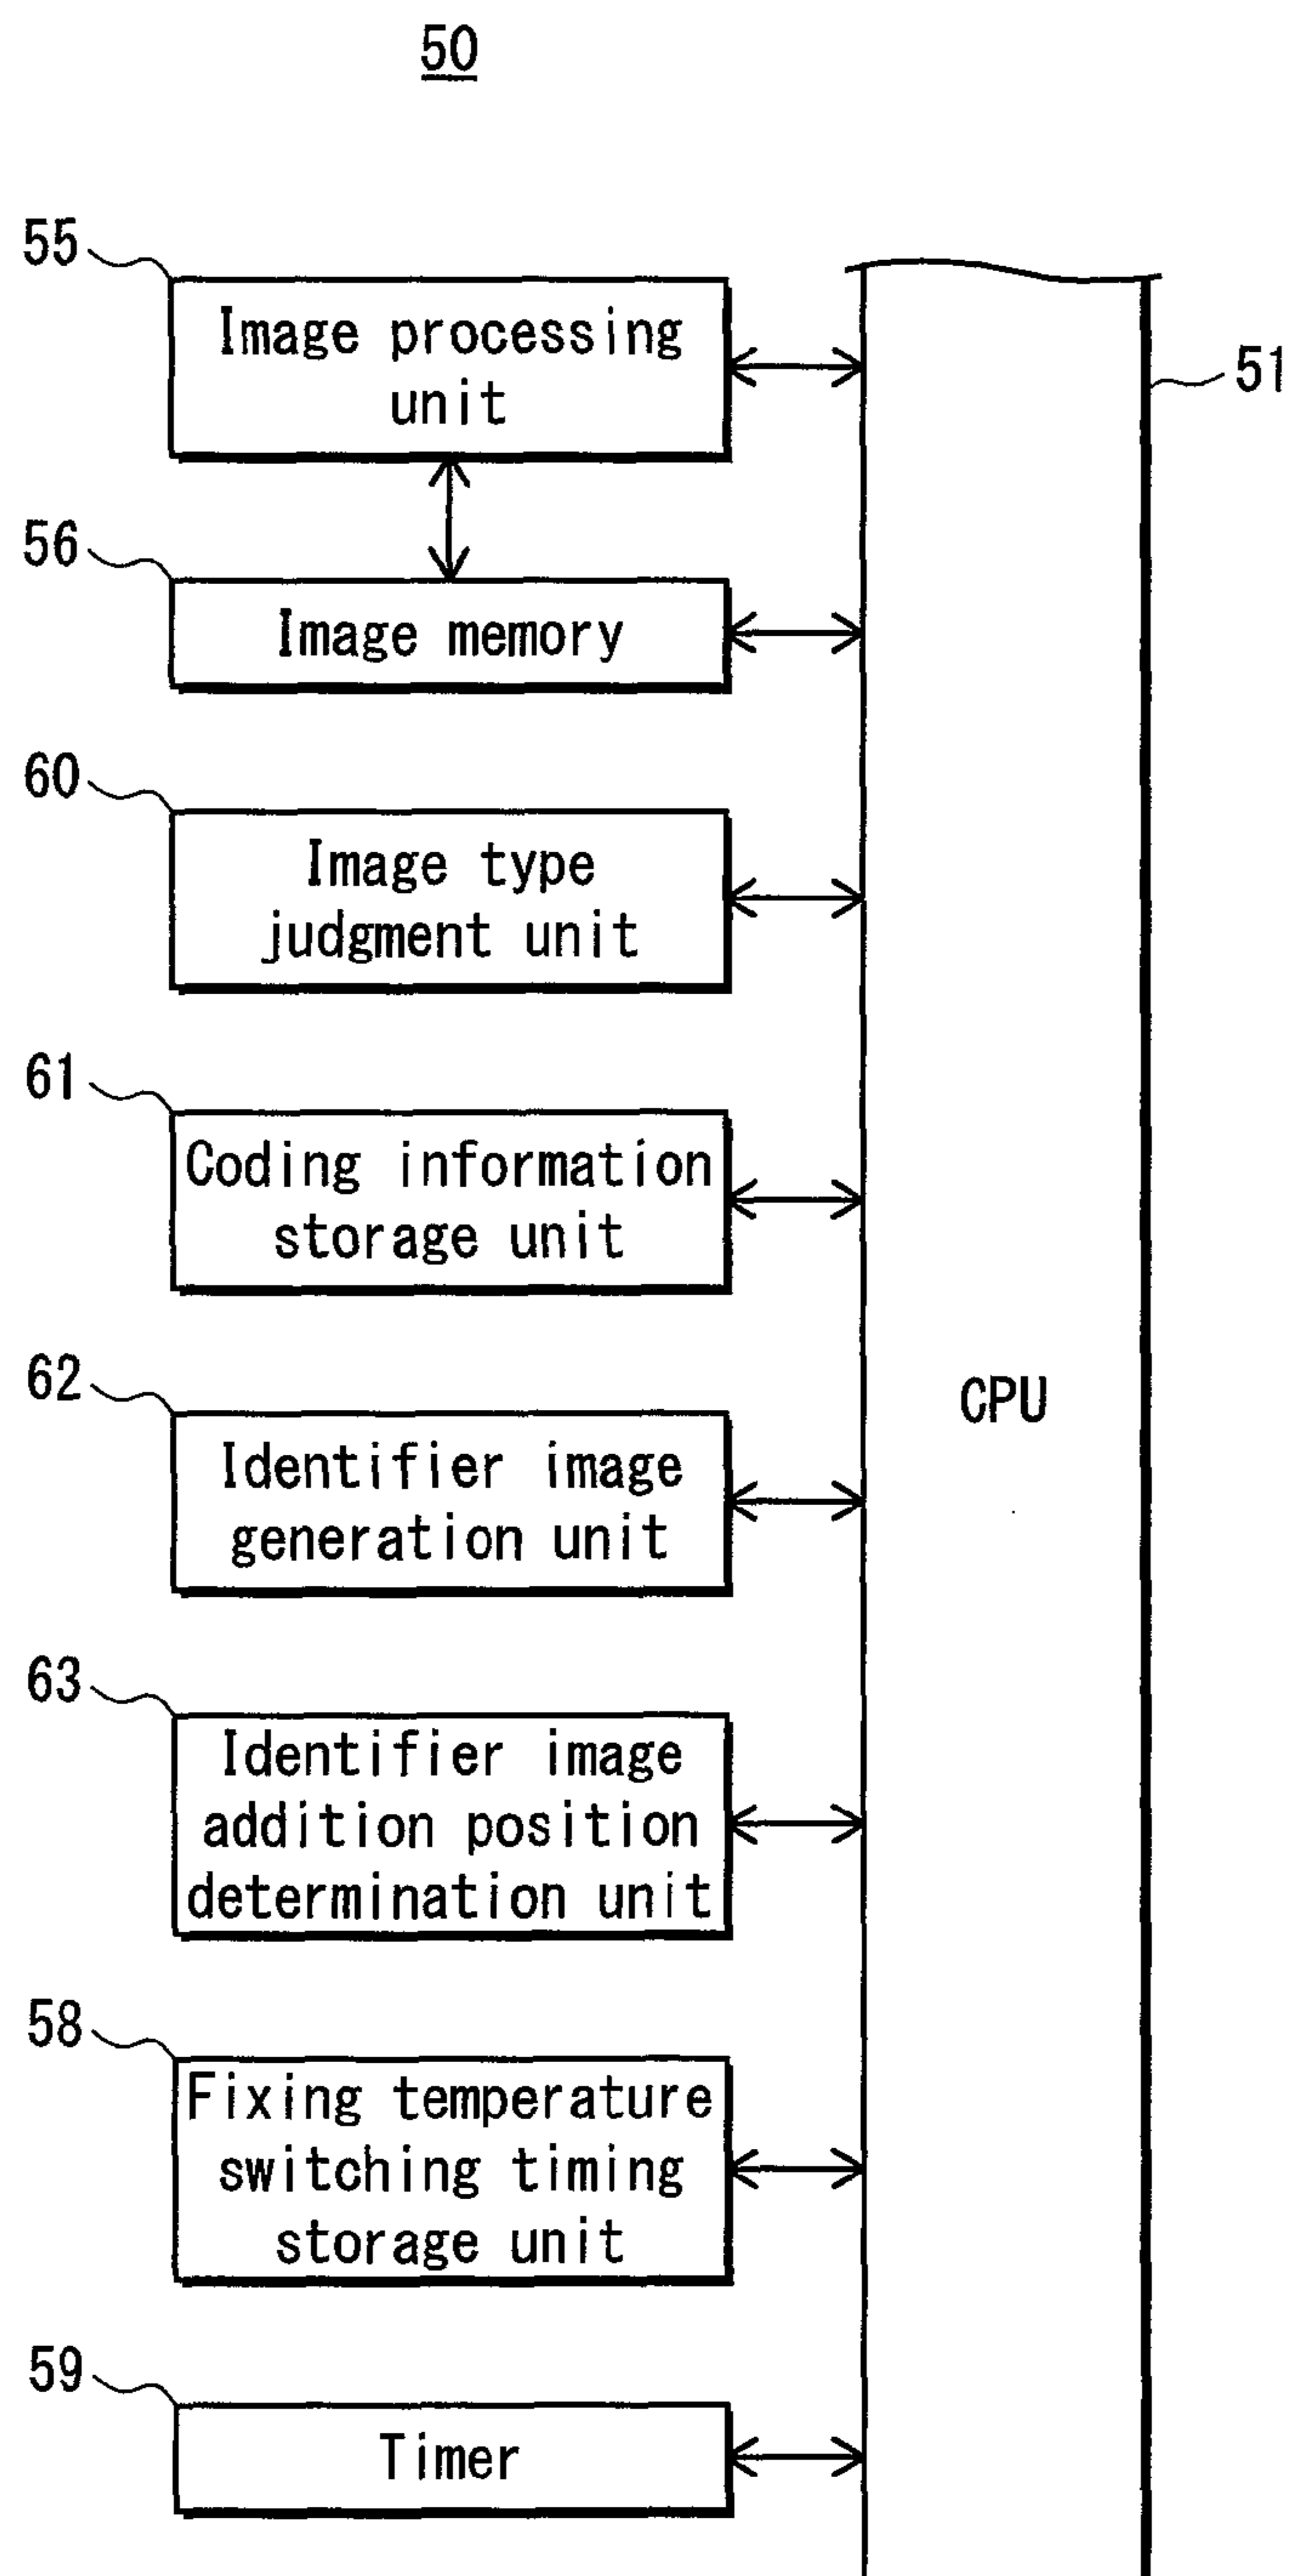 50
55
Image processing
unit
51
56
Image memory
60
Image type
judgment unit
61
Coding information
storage unit
62
Identifier image
generation unit
CPU
63
Identifier image
addition position
determination unit
58
Fixing temperature
switching timing
storage unit
59
Timer